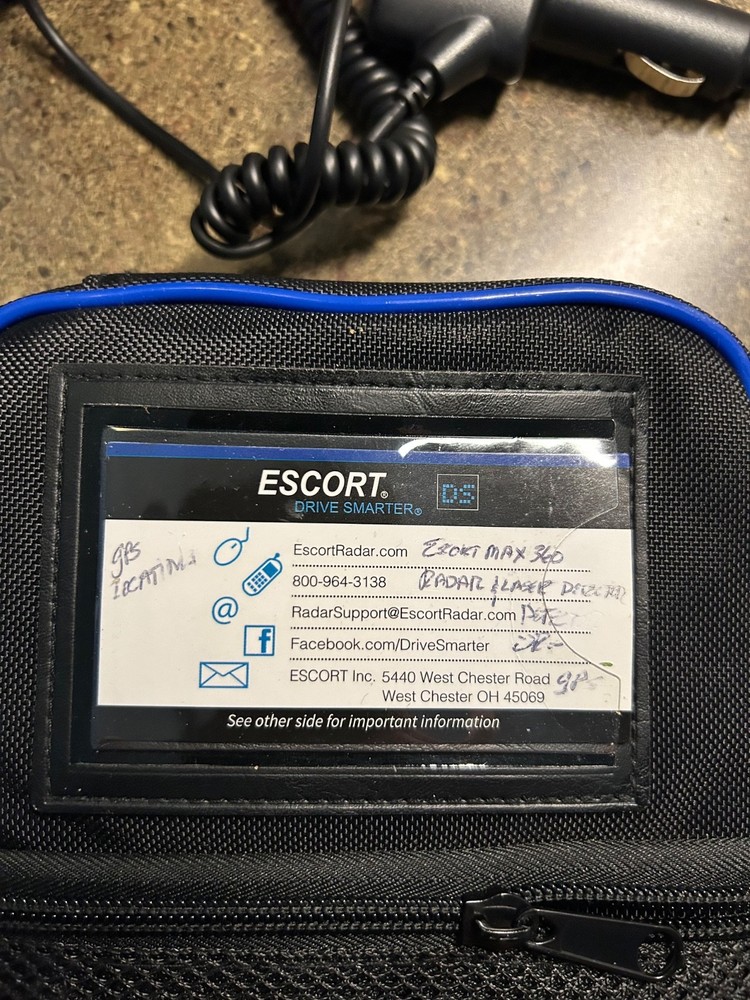 ESCORT®
DS
DRIVE SMARTER®
gps
LOCATIONS
EscortRadar.com ESCORT MAX 360
800-964-3138 RADAR & LASER DETECTOR
@
RadarSupport@EscortRadar.com
f
Facebook.com/DriveSmarter
ESCORT Inc. 5440 West Chester Road gps
West Chester OH 45069
See other side for important information